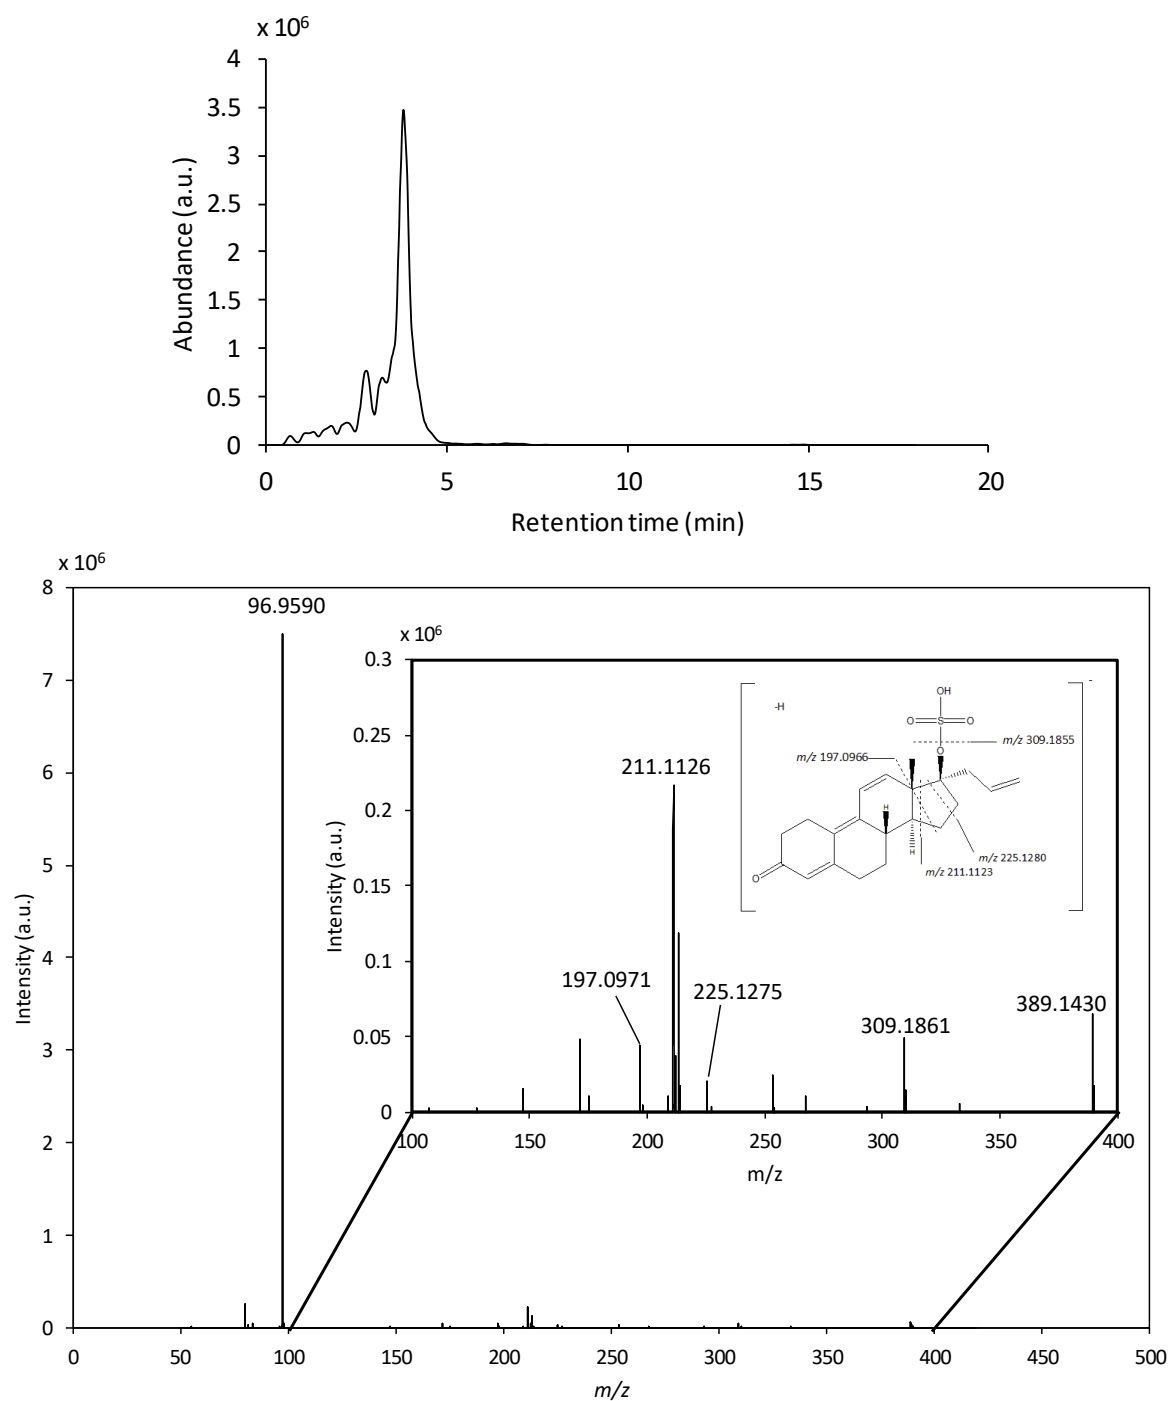 x 10⁶
4
3.5
3
2.5
2
1.5
1
0.5
0
Abundance (a.u.)
0 5 10 15 20
Retention time (min)
x 10⁶
8
7
6
5
4
3
2
1
0
Intensity (a.u.)
96.9590
0 50 100 150 200 250 300 350 400 450 500
m/z
x 10⁶
0.3
0.25
0.2
0.15
0.1
0.05
0
Intensity (a.u.)
211.1126
197.0971
225.1275
309.1861
389.1430
100 150 200 250 300 350 400
m/z
-H
-
OH
O S O
O
m/z 309.1855
m/z 197.0966
H
H
m/z 225.1280
m/z 211.1123
O